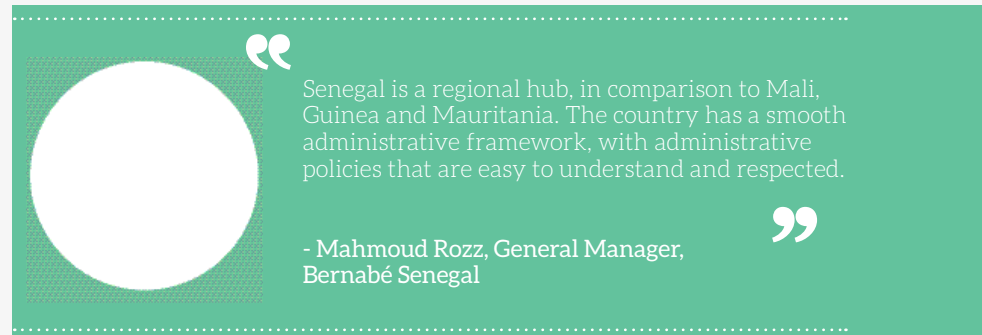 ❛❛
Senegal is a regional hub, in comparison to Mali,
Guinea and Mauritania. The country has a smooth
administrative framework, with administrative
policies that are easy to understand and respected.
❜❜
- Mahmoud Rozz, General Manager,
Bernabé Senegal